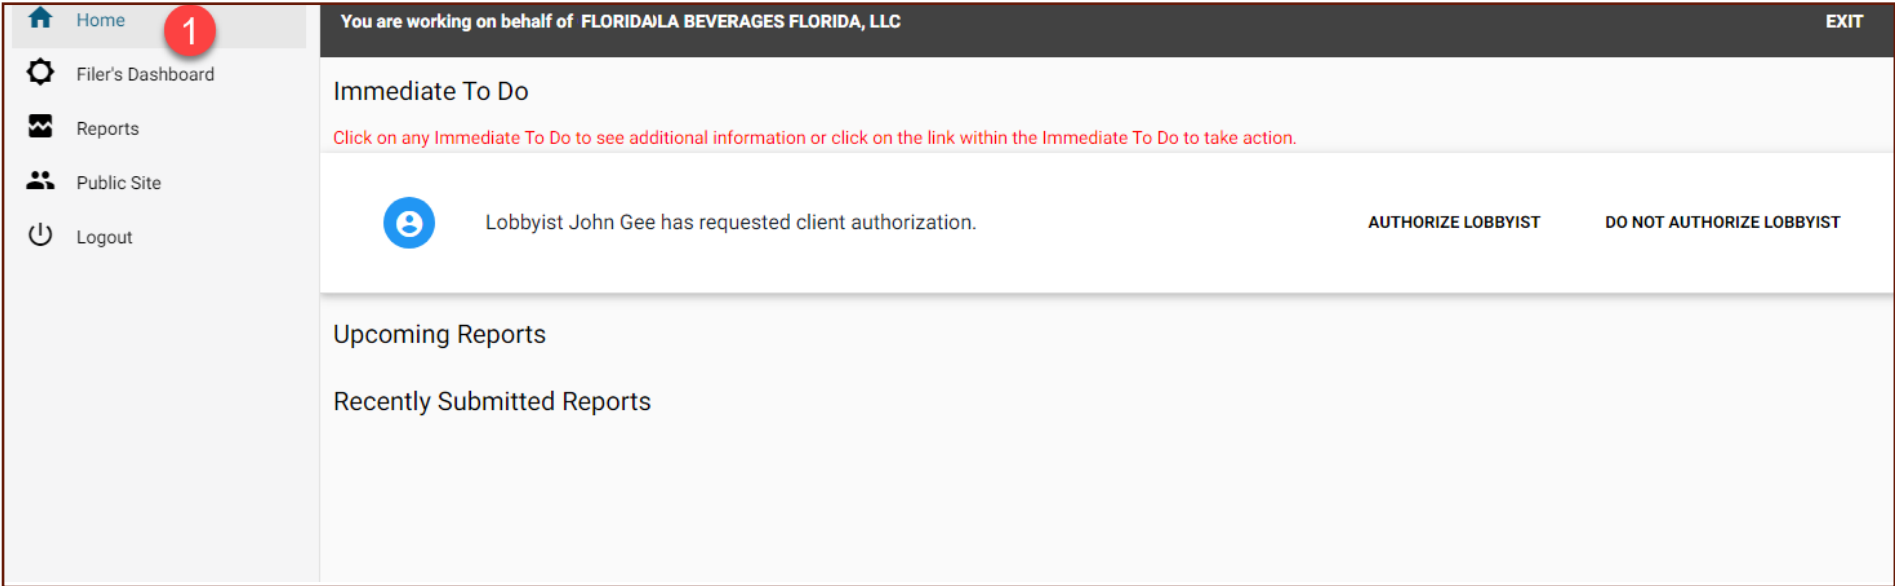 Home
1
Filer's Dashboard
Reports
Public Site
Logout
You are working on behalf of FLORIDALA BEVERAGES FLORIDA, LLC
EXIT
Immediate To Do
Click on any Immediate To Do to see additional information or click on the link within the Immediate To Do to take action.
Lobbyist John Gee has requested client authorization.
AUTHORIZE LOBBYIST
DO NOT AUTHORIZE LOBBYIST
Upcoming Reports
Recently Submitted Reports